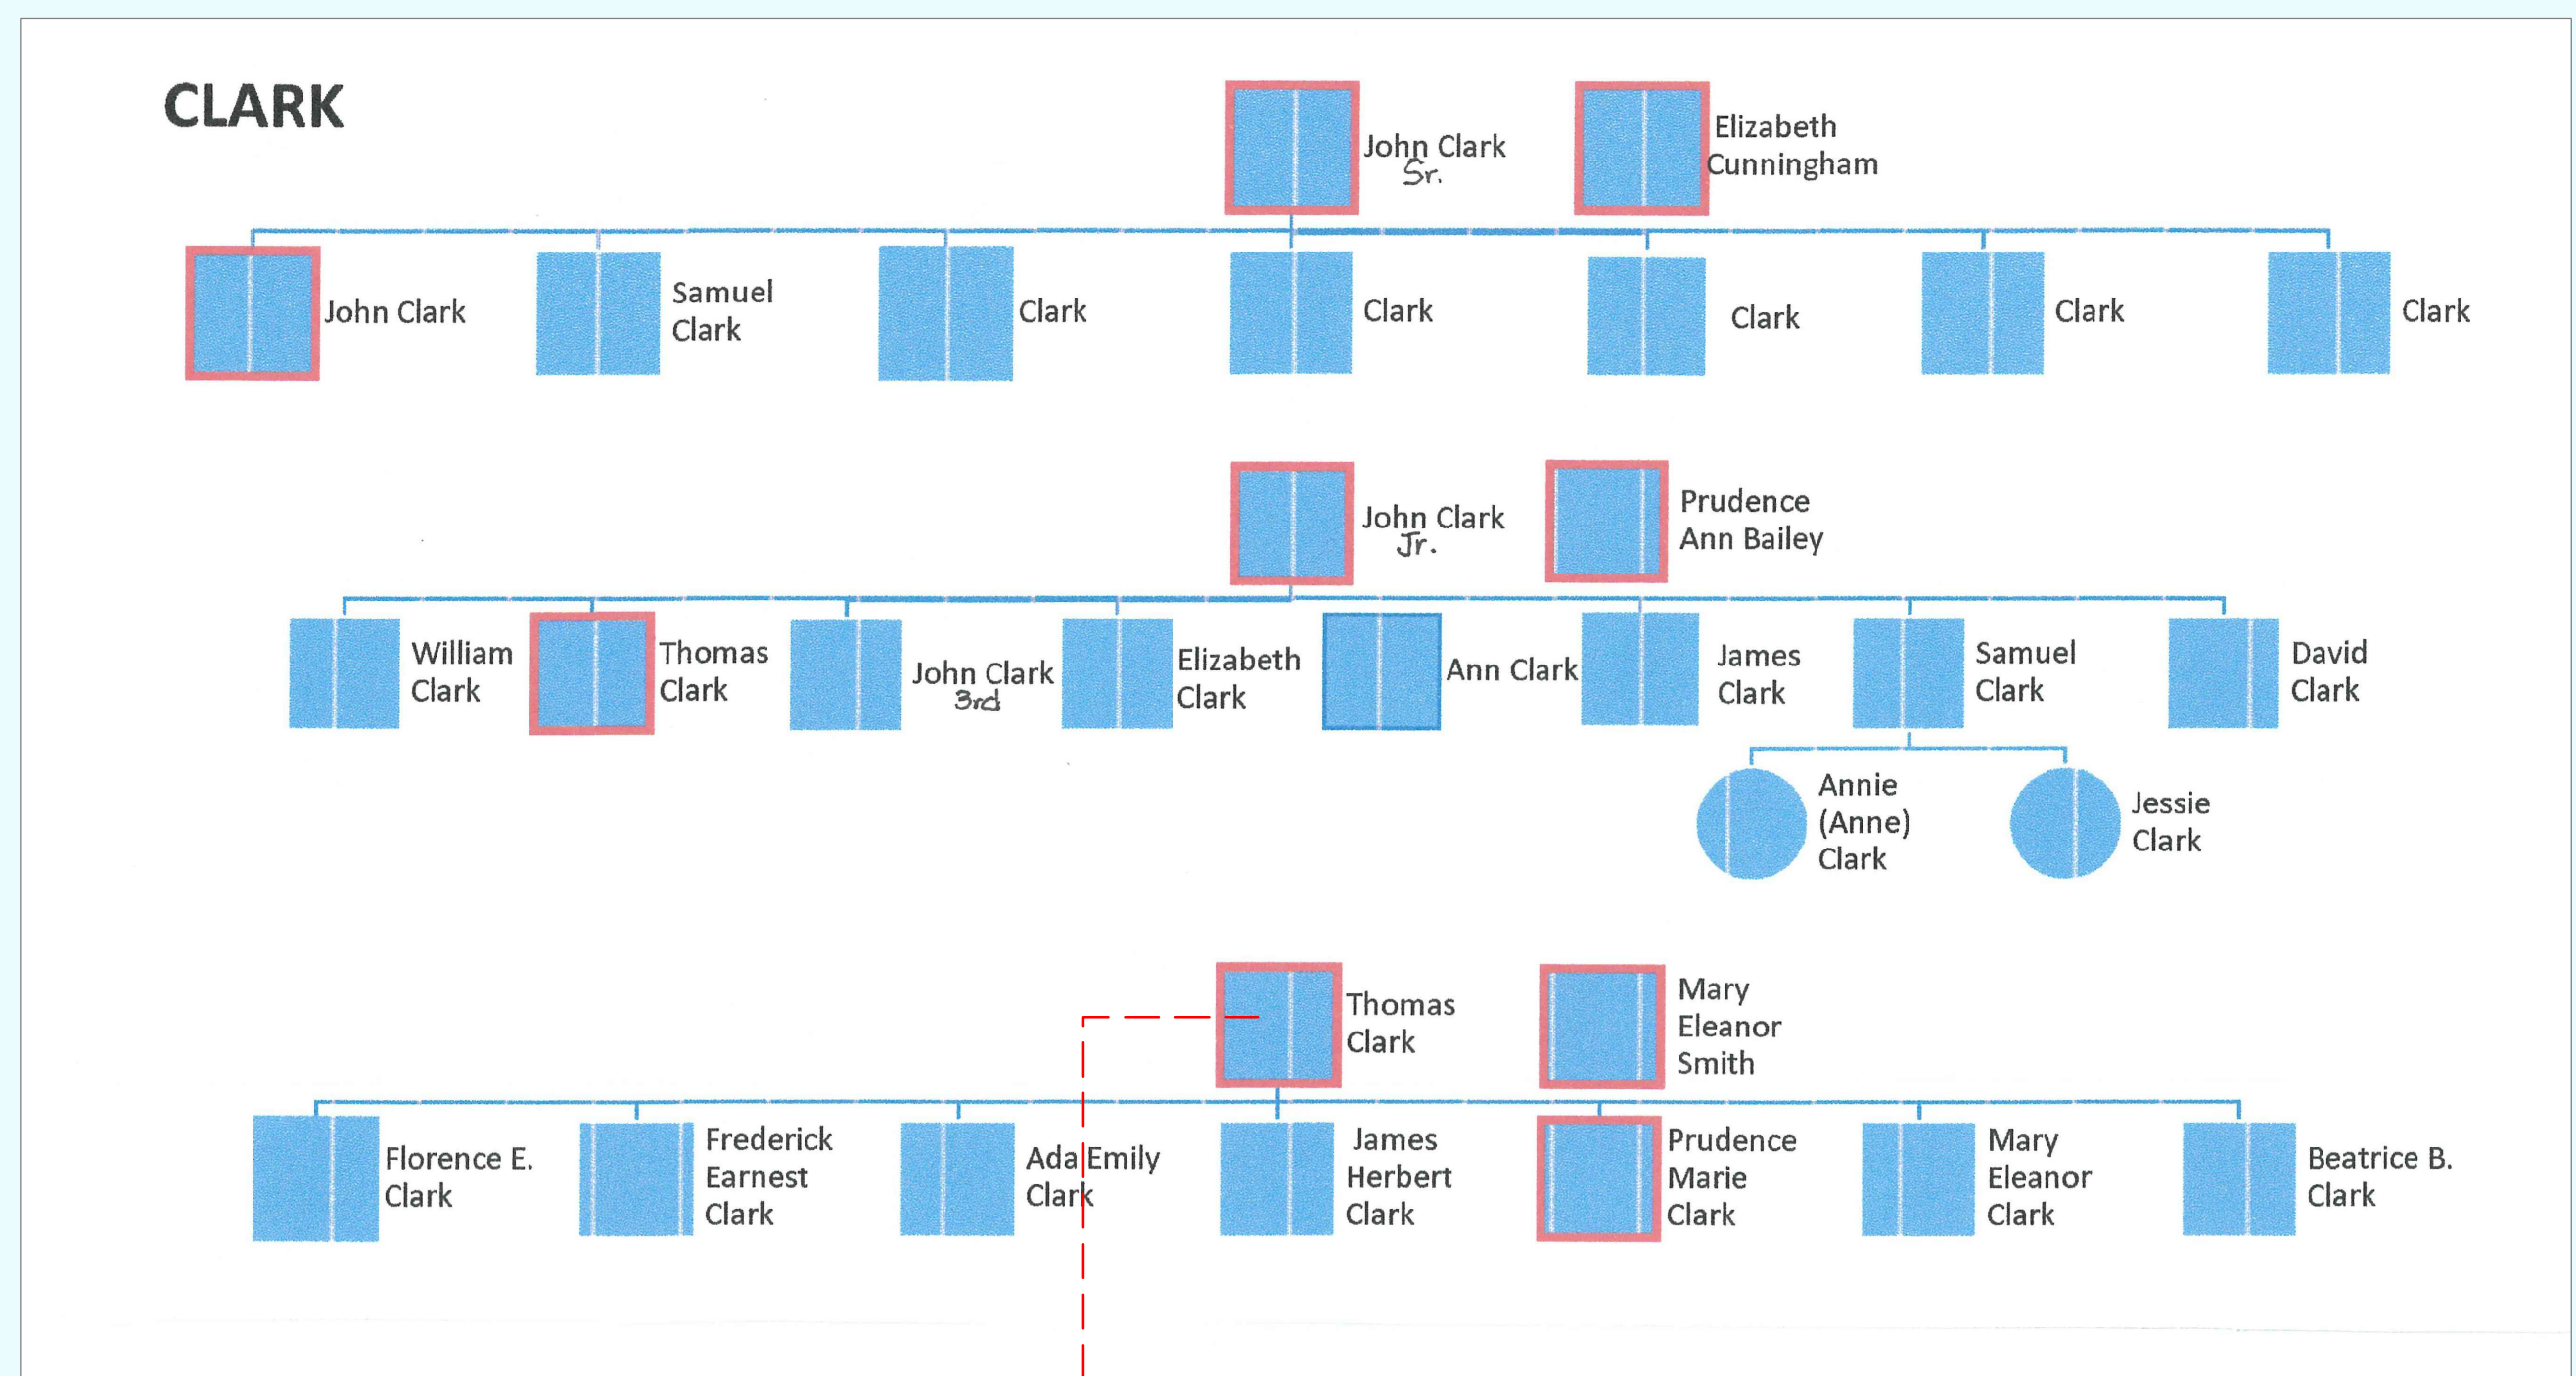 CLARK
John Clark
Sr.
Elizabeth
Cunningham
John Clark
Samuel
Clark
Clark
Clark
Clark
Clark
Clark
John Clark
Jr.
Prudence
Ann Bailey
William
Clark
Thomas
Clark
John Clark
3rd
Elizabeth
Clark
Ann Clark
James
Clark
Samuel
Clark
David
Clark
Annie
(Anne)
Clark
Jessie
Clark
Thomas
Clark
Mary
Eleanor
Smith
Florence E.
Clark
Frederick
Earnest
Clark
Ada Emily
Clark
James
Herbert
Clark
Prudence
Marie
Clark
Mary
Eleanor
Clark
Beatrice B.
Clark